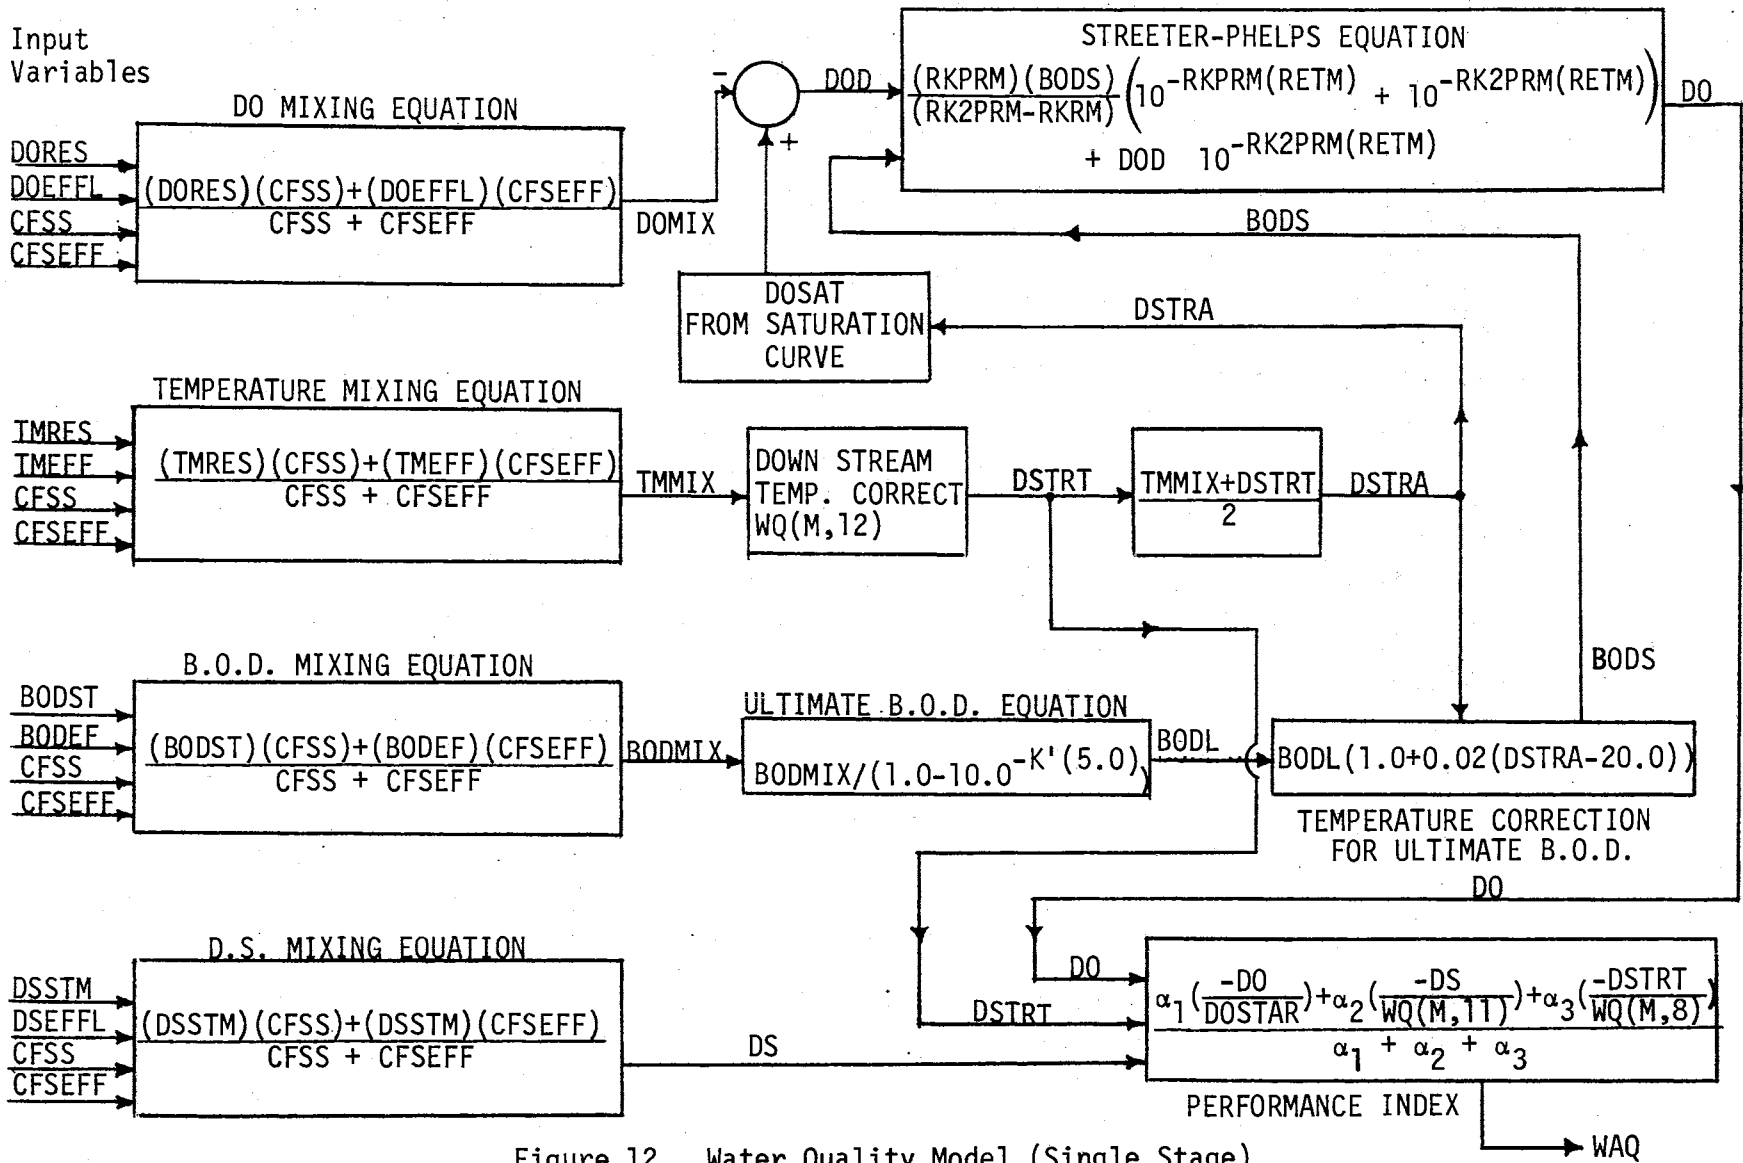 Input
Variables
DO MIXING EQUATION
DORES
DOEFFL
CFSS
CFSEFF
(DORES)(CFSS)+(DOEFFL)(CFSEFF)
CFSS + CFSEFF
DOMIX
-
+
DOD
STREETER-PHELPS EQUATION
(RKPRM)(BODS)
(RK2PRM-RKRM)
(10^-RKPRM(RETM) + 10^-RK2PRM(RETM))
+ DOD 10^-RK2PRM(RETM)
DO
BODS
DOSAT
FROM SATURATION
CURVE
DSTRA
TEMPERATURE MIXING EQUATION
TMRES
TMEFF
CFSS
CFSEFF
(TMRES)(CFSS)+(TMEFF)(CFSEFF)
CFSS + CFSEFF
TMMIX
DOWN STREAM
TEMP. CORRECT
WQ(M,12)
DSTRT
TMMIX+DSTRT
2
DSTRA
BODS
B.O.D. MIXING EQUATION
BODST
BODEF
CFSS
CFSEFF
(BODST)(CFSS)+(BODEF)(CFSEFF)
CFSS + CFSEFF
BODMIX
ULTIMATE B.O.D. EQUATION
BODMIX/(1.0-10.0^-K'(5.0))
BODL
BODL(1.0+0.02(DSTRA-20.0))
TEMPERATURE CORRECTION
FOR ULTIMATE B.O.D.
DO
D.S. MIXING EQUATION
DSSTM
DSEFFL
CFSS
CFSEFF
(DSSTM)(CFSS)+(DSSTM)(CFSEFF)
CFSS + CFSEFF
DS
DO
DSTRT
α1(-DO/DOSTAR)+α2(-DS/WQ(M,11))+α3(-DSTRT/WQ(M,8))
α1 + α2 + α3
PERFORMANCE INDEX
WAQ
Figure 12. Water Quality Model (Single Stage)